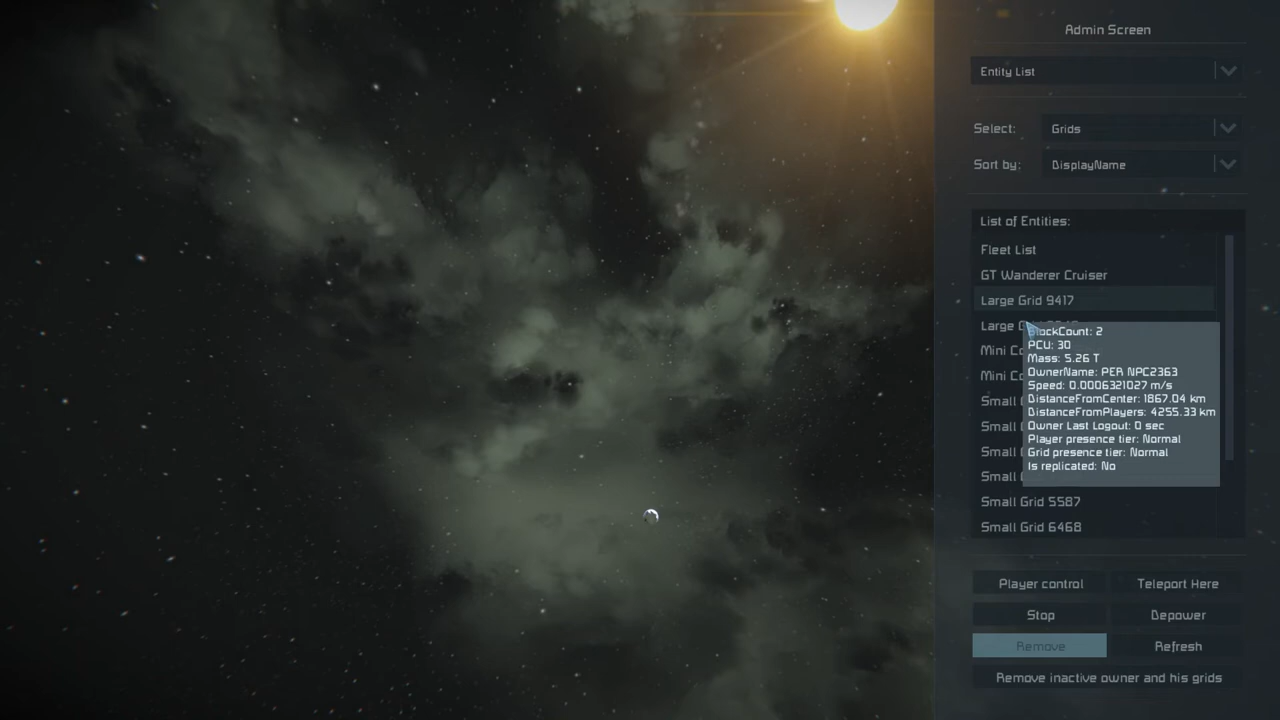 Admin Screen
Entity List
Select: Grids
Sort by: DisplayName
List of Entities:
Fleet List
GT Wanderer Cruiser
Large Grid 9417
Large
BlockCount: 2
PCU: 30
Mini
Mass: 5.26 T
OwnerName: PER NPC2363
Mini
Speed: 0.0006321027 m/s
DistanceFromCenter: 1867.04 km
Small
DistanceFromPlayers: 4255.33 km
Small
Owner Last Logout: 0 sec
Player presence tier: Normal
Small
Grid presence tier: Normal
Is replicated: No
Small
Small Grid 5587
Small Grid 6468
Player control Teleport Here
Stop Depower
Remove Refresh
Remove inactive owner and his grids